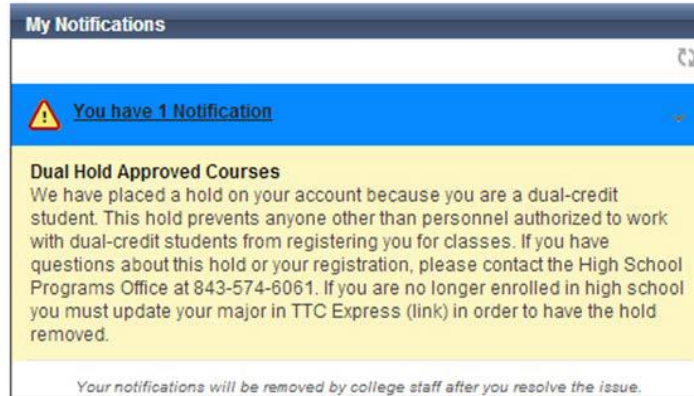 My Notifications
You have 1 Notification
Dual Hold Approved Courses
We have placed a hold on your account because you are a dual-credit
student. This hold prevents anyone other than personnel authorized to work
with dual-credit students from registering you for classes. If you have
questions about this hold or your registration, please contact the High School
Programs Office at 843-574-6061. If you are no longer enrolled in high school
you must update your major in TTC Express (link) in order to have the hold
removed.
Your notifications will be removed by college staff after you resolve the issue.